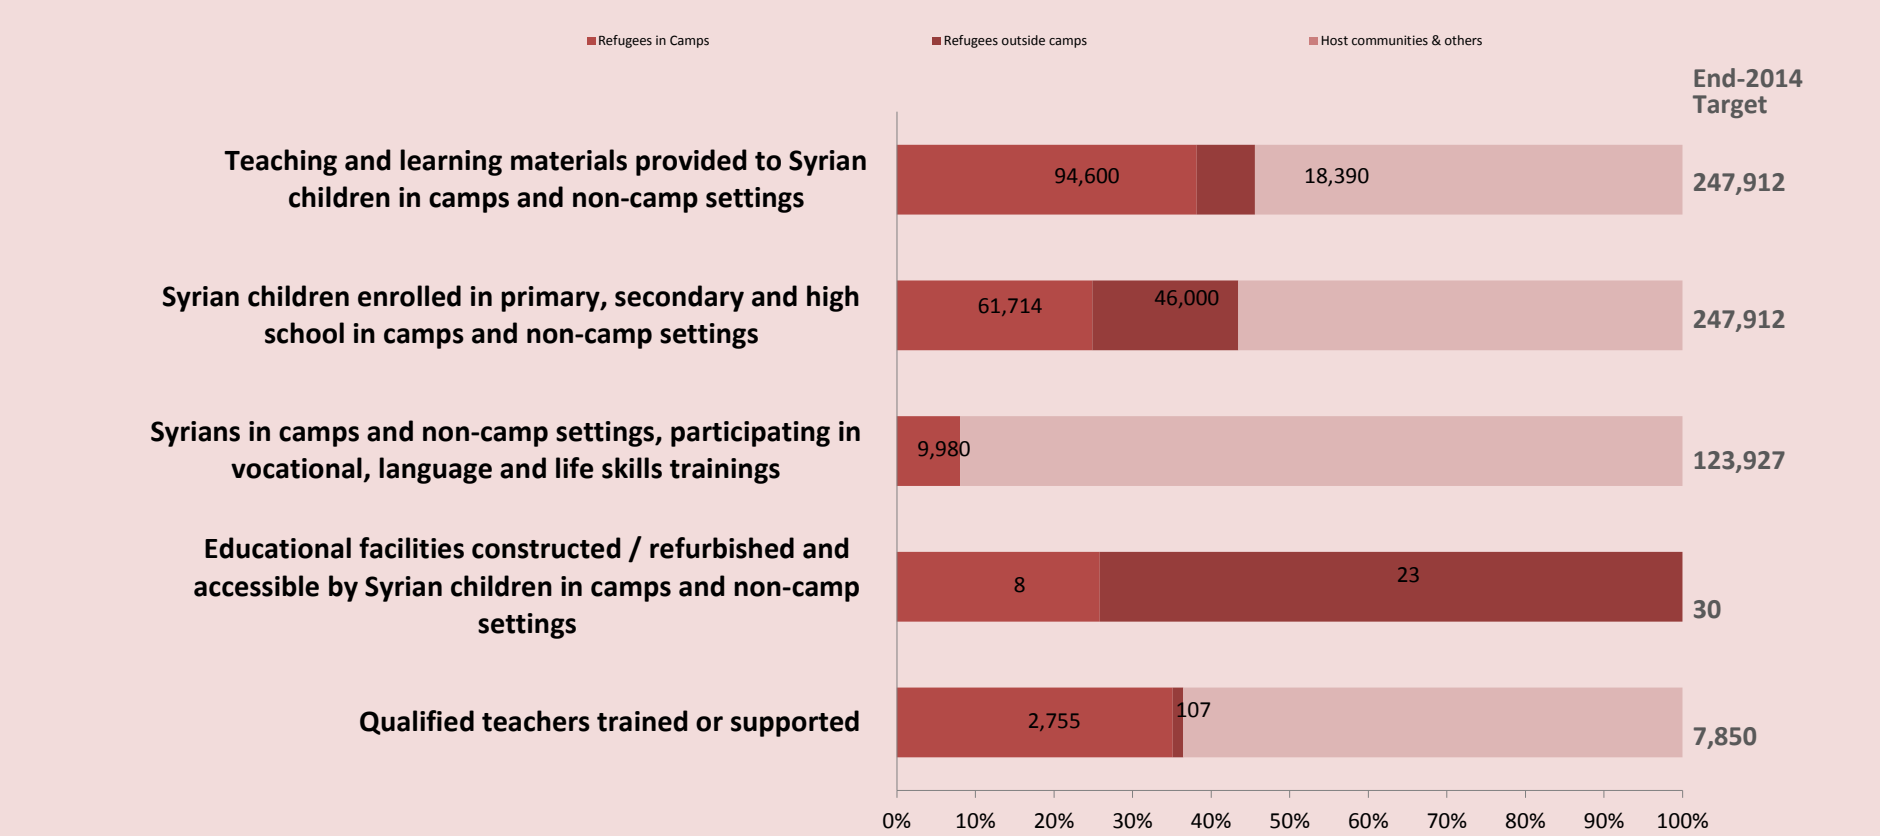 Refugees in Camps
Refugees outside camps
Host communities & others
End-2014
Target
Teaching and learning materials provided to Syrian
children in camps and non-camp settings
94,600
18,390
247,912
Syrian children enrolled in primary, secondary and high
school in camps and non-camp settings
61,714
46,000
247,912
Syrians in camps and non-camp settings, participating in
vocational, language and life skills trainings
9,980
123,927
Educational facilities constructed / refurbished and
accessible by Syrian children in camps and non-camp
settings
8
23
30
Qualified teachers trained or supported
2,755
107
7,850
0% 10% 20% 30% 40% 50% 60% 70% 80% 90% 100%